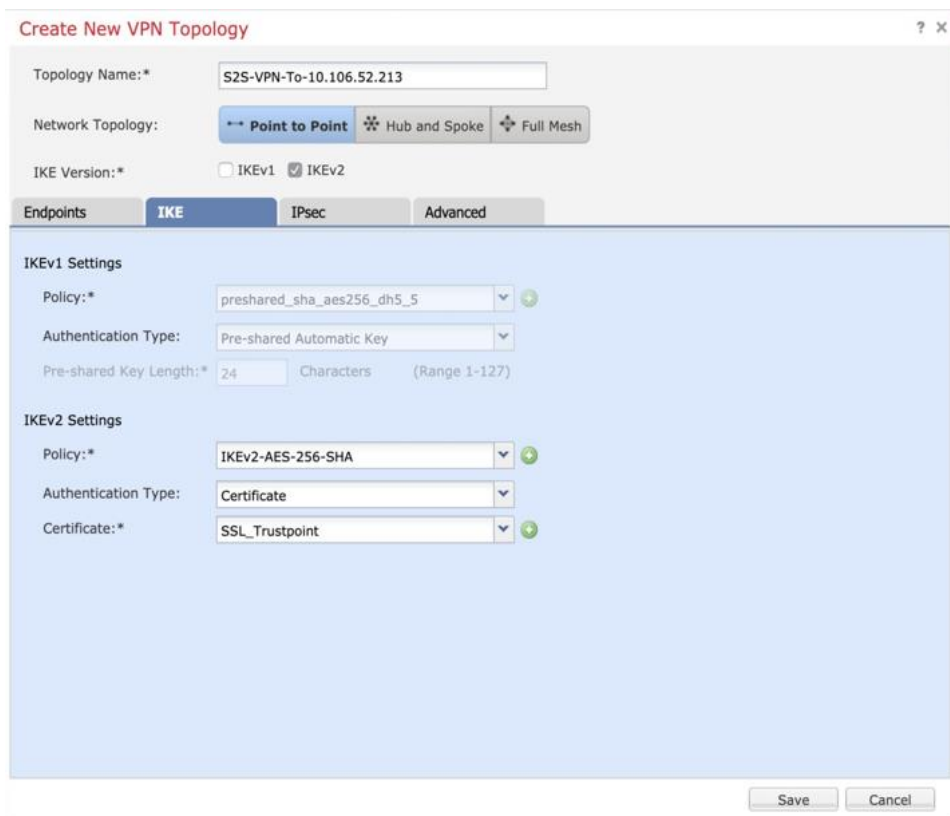 Create New VPN Topology ? ×
Topology Name:* S2S-VPN-To-10.106.52.213
Network Topology: Point to Point Hub and Spoke Full Mesh
IKE Version:* IKEv1 IKEv2
Endpoints IKE IPsec Advanced
IKEv1 Settings
Policy:* preshared_sha_aes256_dh5_5
Authentication Type: Pre-shared Automatic Key
Pre-shared Key Length:* 24 Characters (Range 1-127)
IKEv2 Settings
Policy:* IKEv2-AES-256-SHA
Authentication Type: Certificate
Certificate:* SSL_Trustpoint
Save Cancel